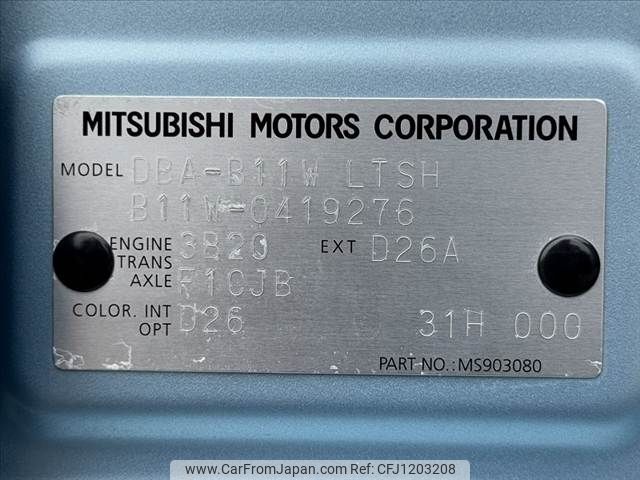 MITSUBISHI MOTORS CORPORATION
MODEL DBA-B11W LTSH
B11W-0419276
ENGINE 3B20 EXT D26A
TRANS
AXLE F1CJB
COLOR. INT D26
OPT 31H 000
PART NO.: MS903080
www.CarFromJapan.com - CFJ1203208